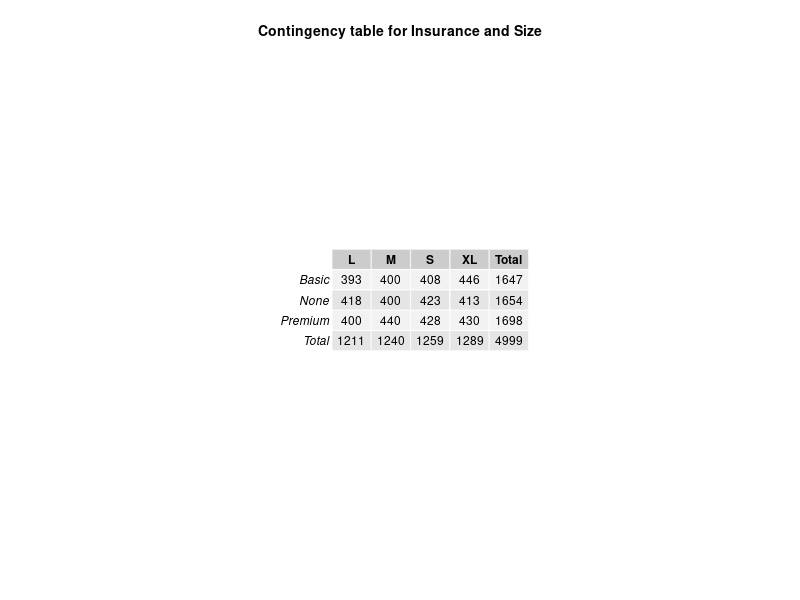 Contingency table for Insurance and Size
L M S XL Total
Basic 393 400 408 446 1647
None 418 400 423 413 1654
Premium 400 440 428 430 1698
Total 1211 1240 1259 1289 4999